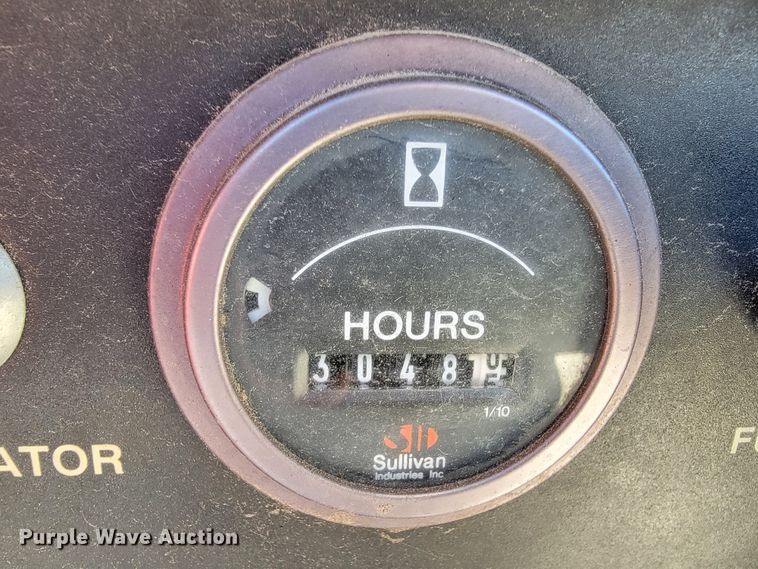 HOURS
3 0 4 8
1/10
Sullivan
Industries Inc
ATOR
Purple Wave Auction